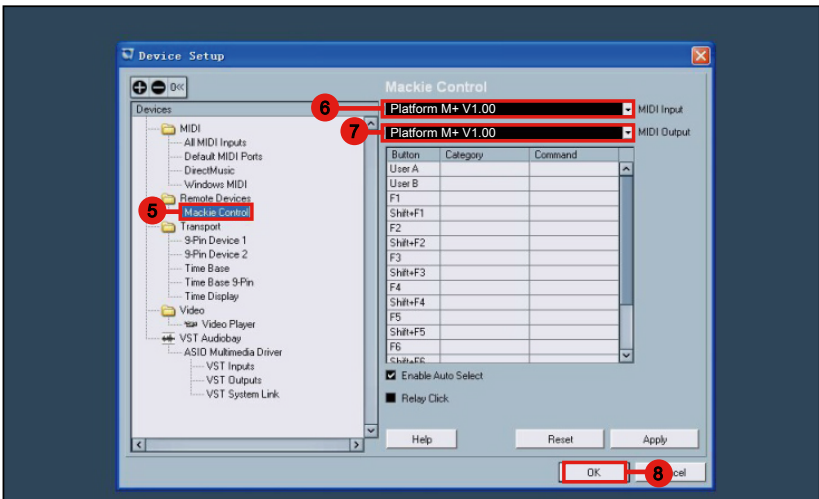 Device Setup
Mackie Control
Devices
6
Platform M+ V1.00
MIDI Input
7
Platform M+ V1.00
MIDI Output
MIDI
All MIDI Inputs
Default MIDI Ports
DirectMusic
Windows MIDI
Remote Devices
5
Mackie Control
Transport
9-Pin Device 1
9-Pin Device 2
Time Base
Time Base 9-Pin
Time Display
Video
Video Player
VST Audiobay
ASIO Multimedia Driver
VST Inputs
VST Outputs
VST System Link
Button Category Command
User A
User B
F1
Shift+F1
F2
Shift+F2
F3
Shift+F3
F4
Shift+F4
F5
Shift+F5
F6
Shift+F6
Enable Auto Select
Relay Click
Help Reset Apply
OK 8 cel